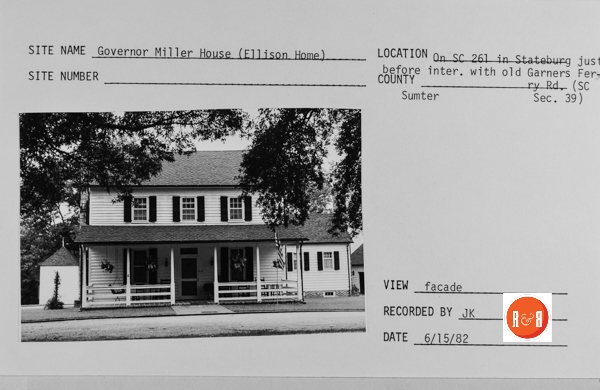 SITE NAME Governor Miller House (Ellison Home)
SITE NUMBER
LOCATION On SC 261 in Stateburg just
before inter. with old Garners Fer-
COUNTY ry Rd. (SC
Sumter Sec. 39)
VIEW facade
RECORDED BY JK
DATE 6/15/82
R&R